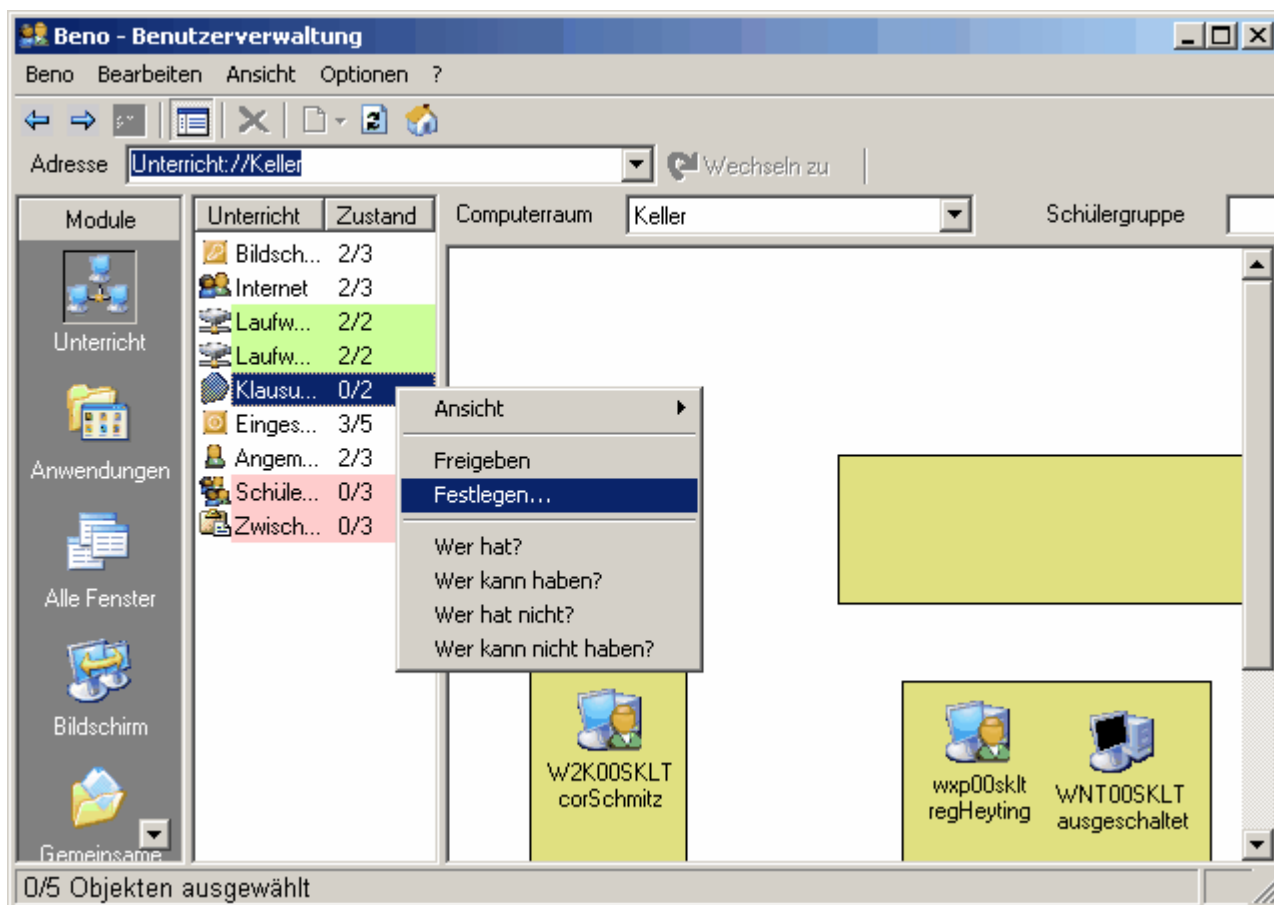 Beno - Benutzerverwaltung
Beno Bearbeiten Ansicht Optionen ?
Adresse Unterricht://Keller Wechseln zu
Module
Unterricht
Anwendungen
Alle Fenster
Bildschirm
Gemeinsame
Unterricht Zustand
Bildsch... 2/3
Internet 2/3
Laufw... 2/2
Laufw... 2/2
Klausu... 0/2
Einges... 3/5
Angem... 2/3
Schüle... 0/3
Zwisch... 0/3
Computerraum Keller Schülergruppe
Ansicht
Freigeben
Festlegen...
Wer hat?
Wer kann haben?
Wer hat nicht?
Wer kann nicht haben?
W2K00SKLT
corSchmitz
wxp00sklt
regHeyting
WNT00SKLT
ausgeschaltet
0/5 Objekten ausgewählt